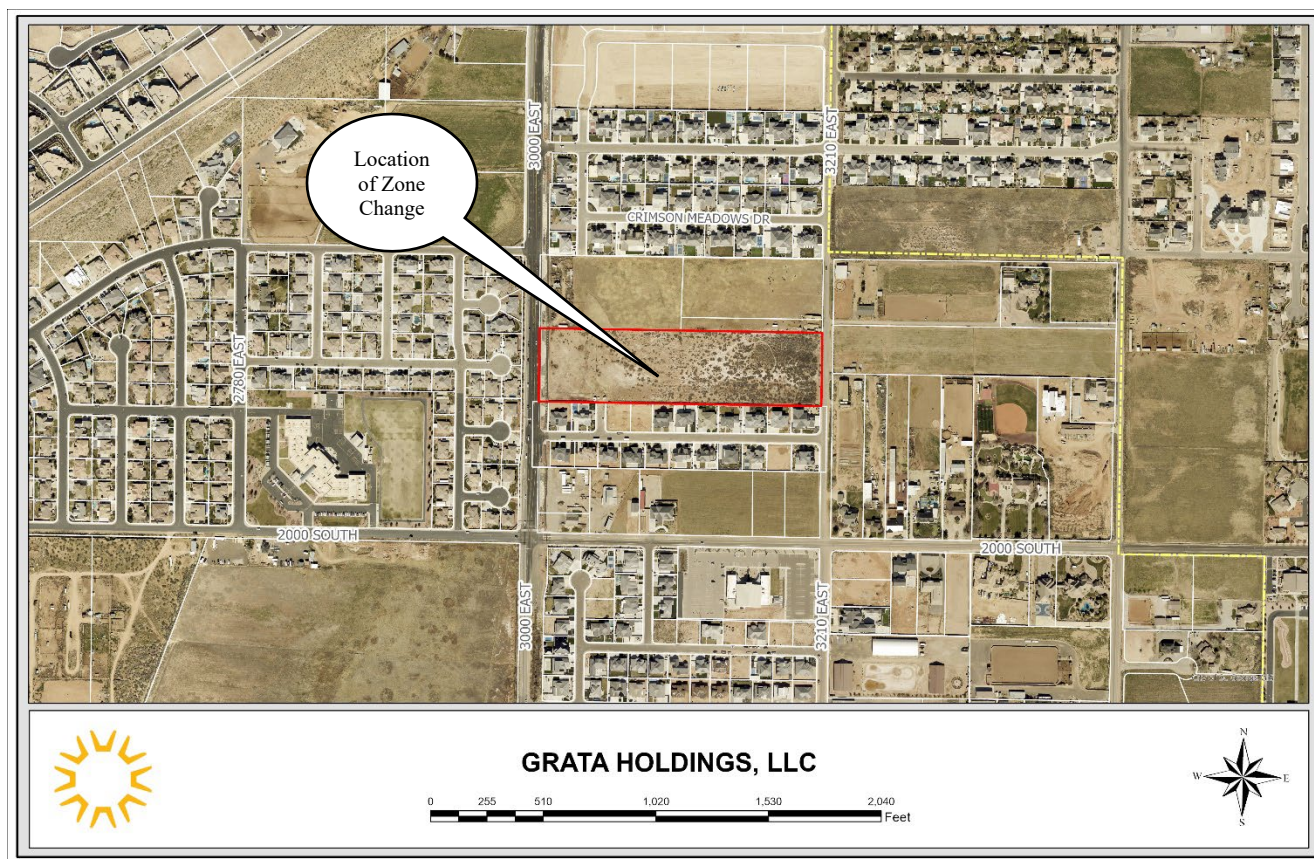 3000 EAST
3210 EAST
Location
of Zone
Change
CRIMSON MEADOWS DR
2780 EAST
2000 SOUTH
2000 SOUTH
3000 EAST
3210 EAST
GRATA HOLDINGS, LLC
0 255 510 1,020 1,530 2,040
Feet
N
W E
S